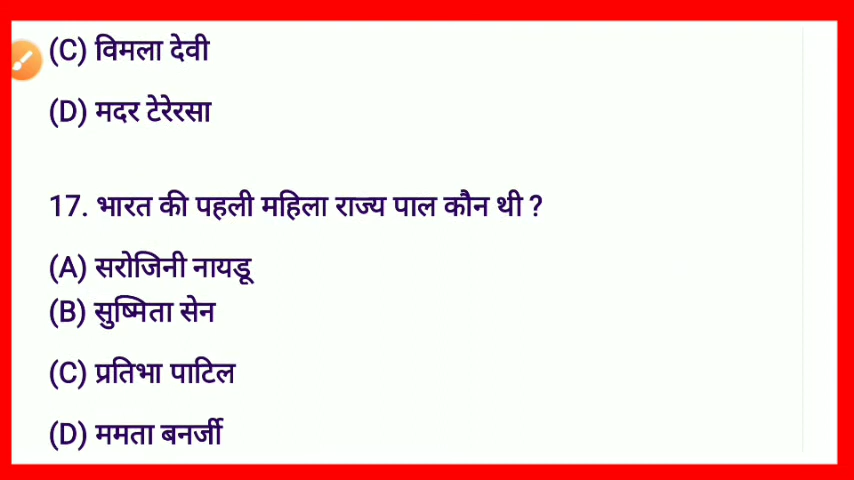 (C) विमला देवी
(D) मदर टेरेरसा
17. भारत की पहली महिला राज्य पाल कौन थी ?
(A) सरोजिनी नायडू
(B) सुष्मिता सेन
(C) प्रतिभा पाटिल
(D) ममता बनर्जी